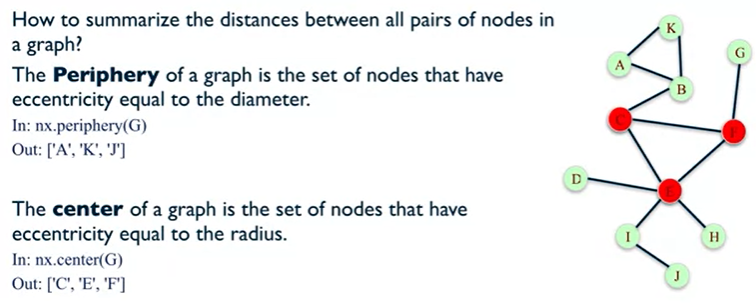 How to summarize the distances between all pairs of nodes in
a graph?
The Periphery of a graph is the set of nodes that have
eccentricity equal to the diameter.
In: nx.periphery(G)
Out: ['A', 'K', 'J']
The center of a graph is the set of nodes that have
eccentricity equal to the radius.
In: nx.center(G)
Out: ['C', 'E', 'F']
K
G
A
B
C
F
D
E
I
H
J